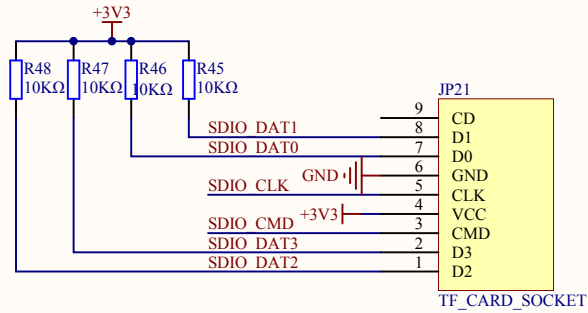 +3V3
R48
10KΩ
R47
10KΩ
R46
10KΩ
R45
10KΩ
JP21
9 CD
SDIO_DAT1 8 D1
SDIO_DAT0 7 D0
GND 6 GND
SDIO_CLK 5 CLK
+3V3 4 VCC
SDIO_CMD 3 CMD
SDIO_DAT3 2 D3
SDIO_DAT2 1 D2
TF_CARD_SOCKET